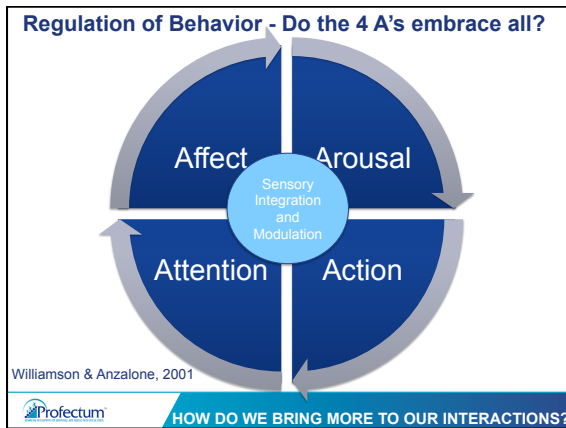 Regulation of Behavior - Do the 4 A's embrace all?
Affect
Arousal
Sensory
Integration
and
Modulation
Attention
Action
Williamson & Anzalone, 2001
Profectum
HOW DO WE BRING MORE TO OUR INTERACTIONS?